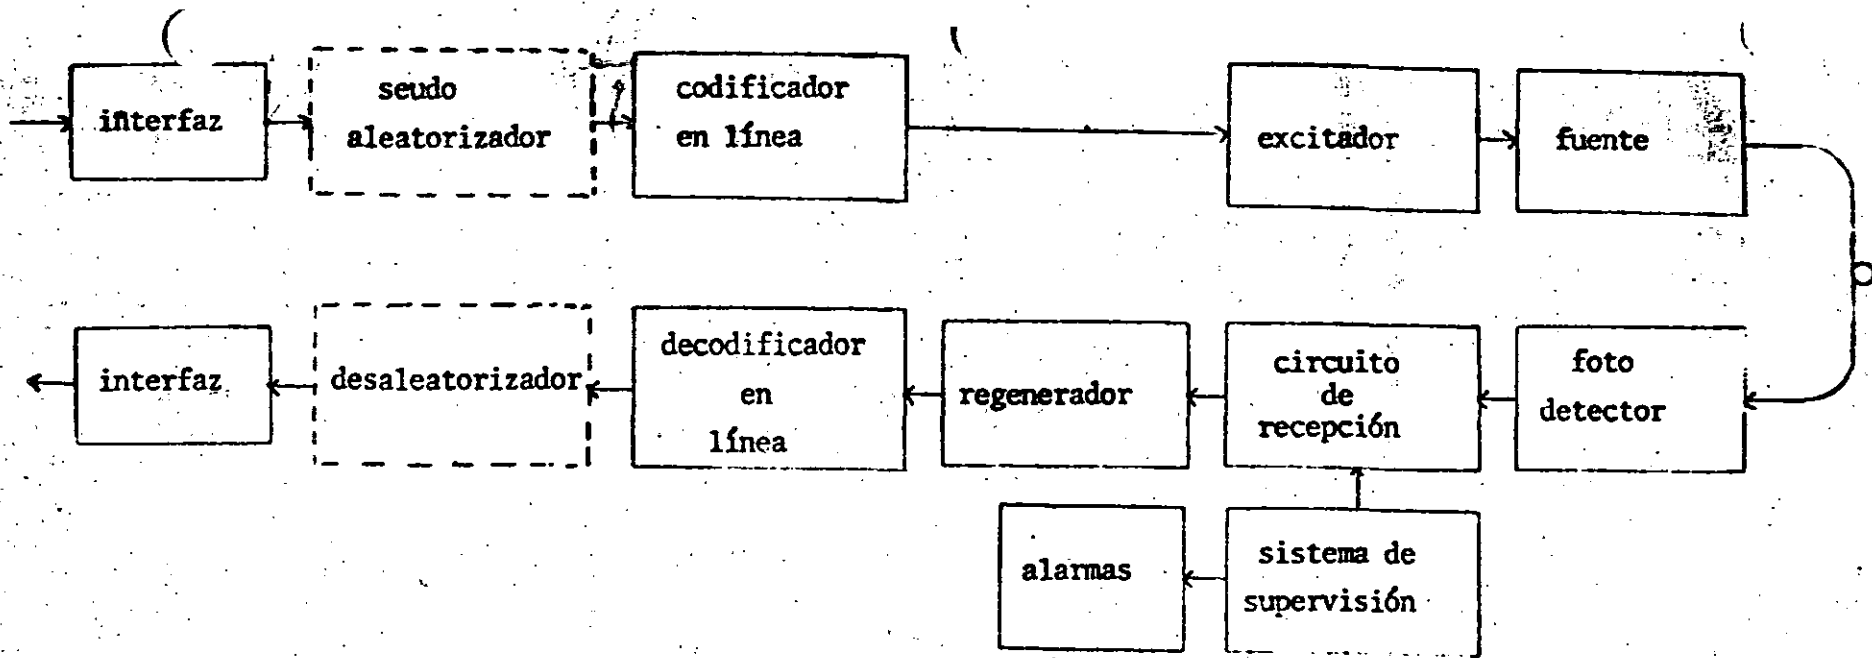 interfaz
seudo
aleatorizador
codificador
en línea
excitador
fuente
interfaz
desaleatorizador
decodificador
en
línea
regenerador
circuito
de
recepción
foto
detector
alarmas
sistema de
supervisión